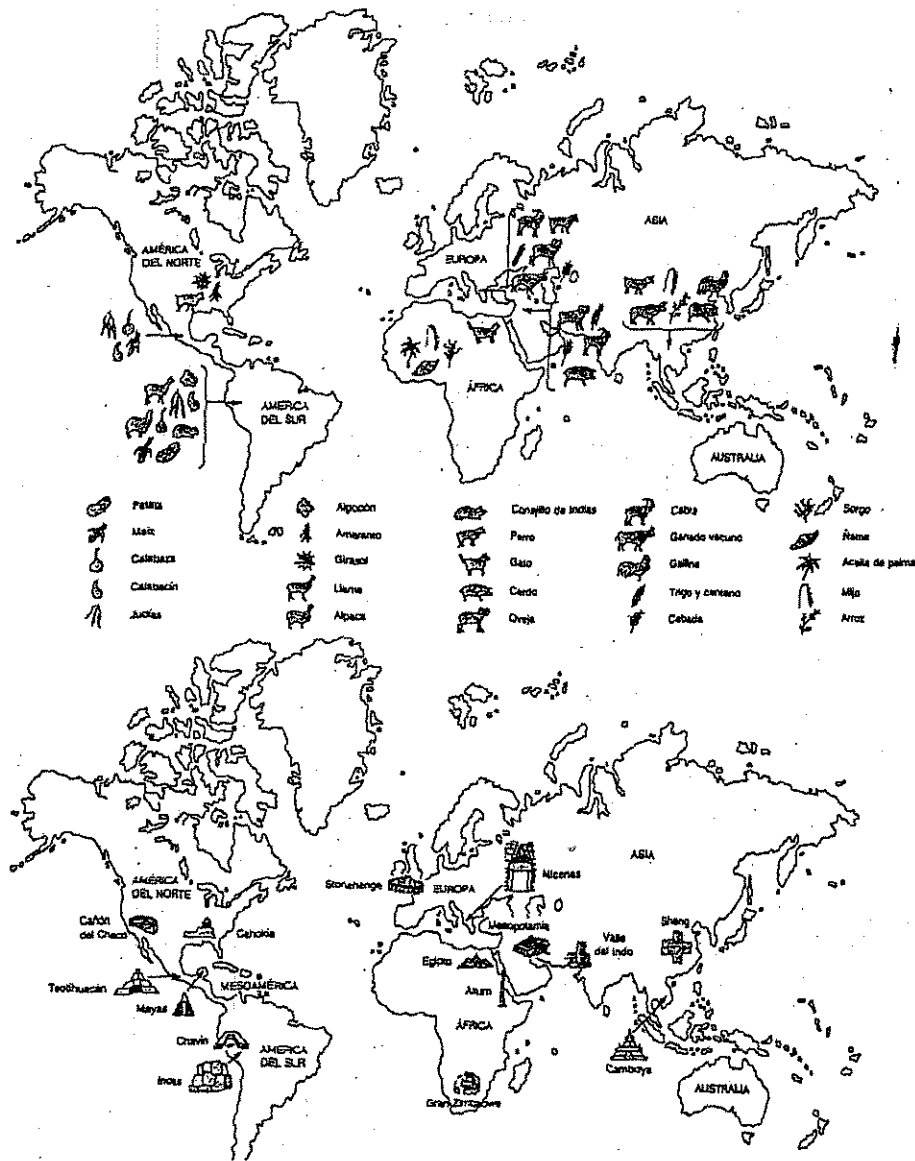 AMÉRICA
DEL NORTE
EUROPA
ASIA
ÁFRICA
AMÉRICA
DEL SUR
AUSTRALIA
Patata
Maíz
Calabaza
Calabacín
Judías
Algodón
Amaranto
Girasol
Llama
Alpaca
Conejillo de Indias
Perro
Gato
Cerdo
Oveja
Cabra
Ganado vacuno
Gallina
Trigo y centeno
Cebada
Sorgo
Ñame
Aceite de palma
Mijo
Arroz
AMÉRICA
DEL NORTE
Stonehenge
EUROPA
Micenas
ASIA
Cañón
del Chaco
Cahokia
Mesopotamia
Valle
del Indo
Shang
Egipto
Teotihuacán
MESOAMÉRICA
Mayas
Axum
ÁFRICA
Chavín
AMÉRICA
DEL SUR
Incas
Camboya
AUSTRALIA
Gran Zimbabwe